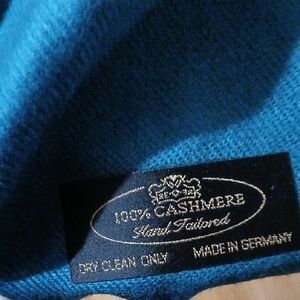 100% CASHMERE
Hand Tailored
DRY CLEAN ONLY
MADE IN GERMANY